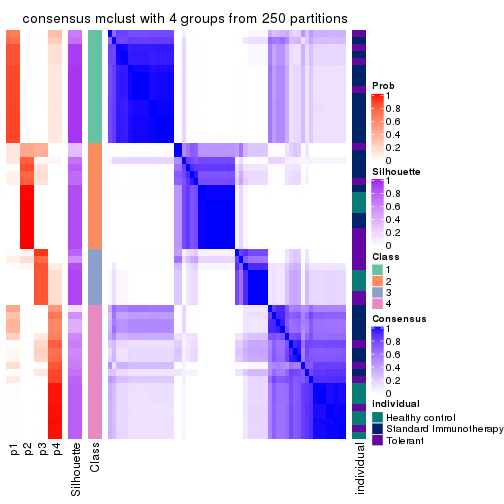 consensus mclust with 4 groups from 250 partitions
Prob
1
0.8
0.6
0.4
0.2
0
Silhouette
1
0.8
0.6
0.4
0.2
0
Class
1
2
3
4
Consensus
1
0.8
0.6
0.4
0.2
0
individual
Healthy control
Standard Immunotherapy
Tolerant
p1
p2
p3
p4
Silhouette
Class
individual